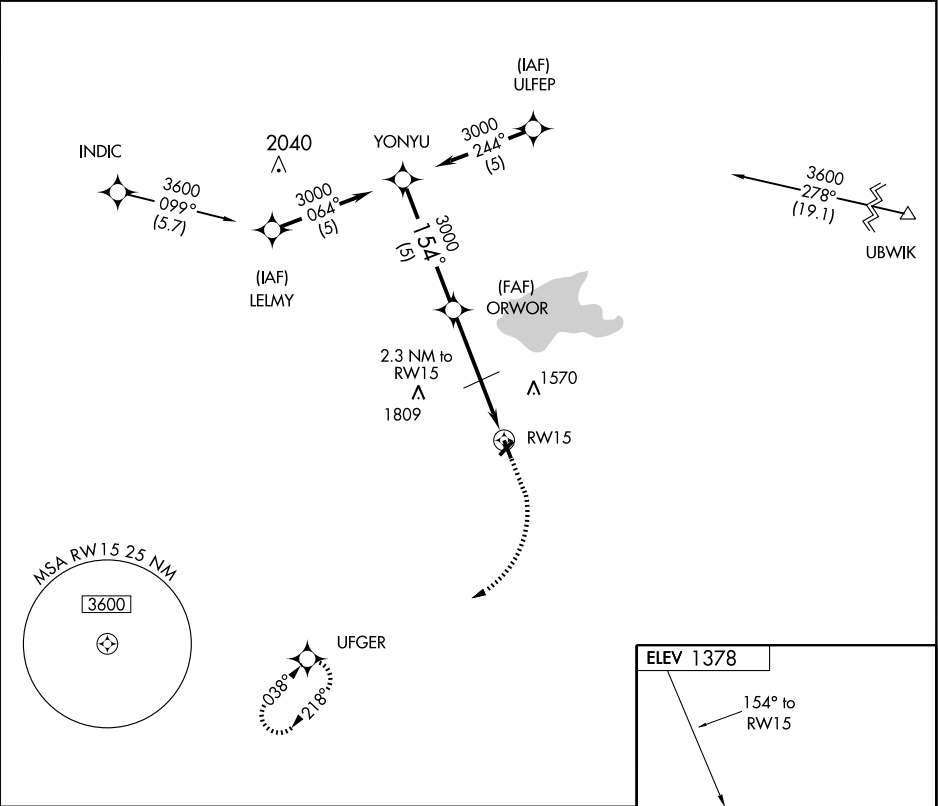 (IAF)
ULFEP
3000
244°
(5)
YONYU
2040
INDIC
3600
099°
(5.7)
3000
064°
(5)
(IAF)
LELMY
3600
278°
(19.1)
UBWIK
3000
154°
(5)
(FAF)
ORWOR
2.3 NM to
RW15
1809
1570
RW15
MSA RW15 25 NM
3600
UFGER
038°
218°
ELEV 1378
154° to
RW15